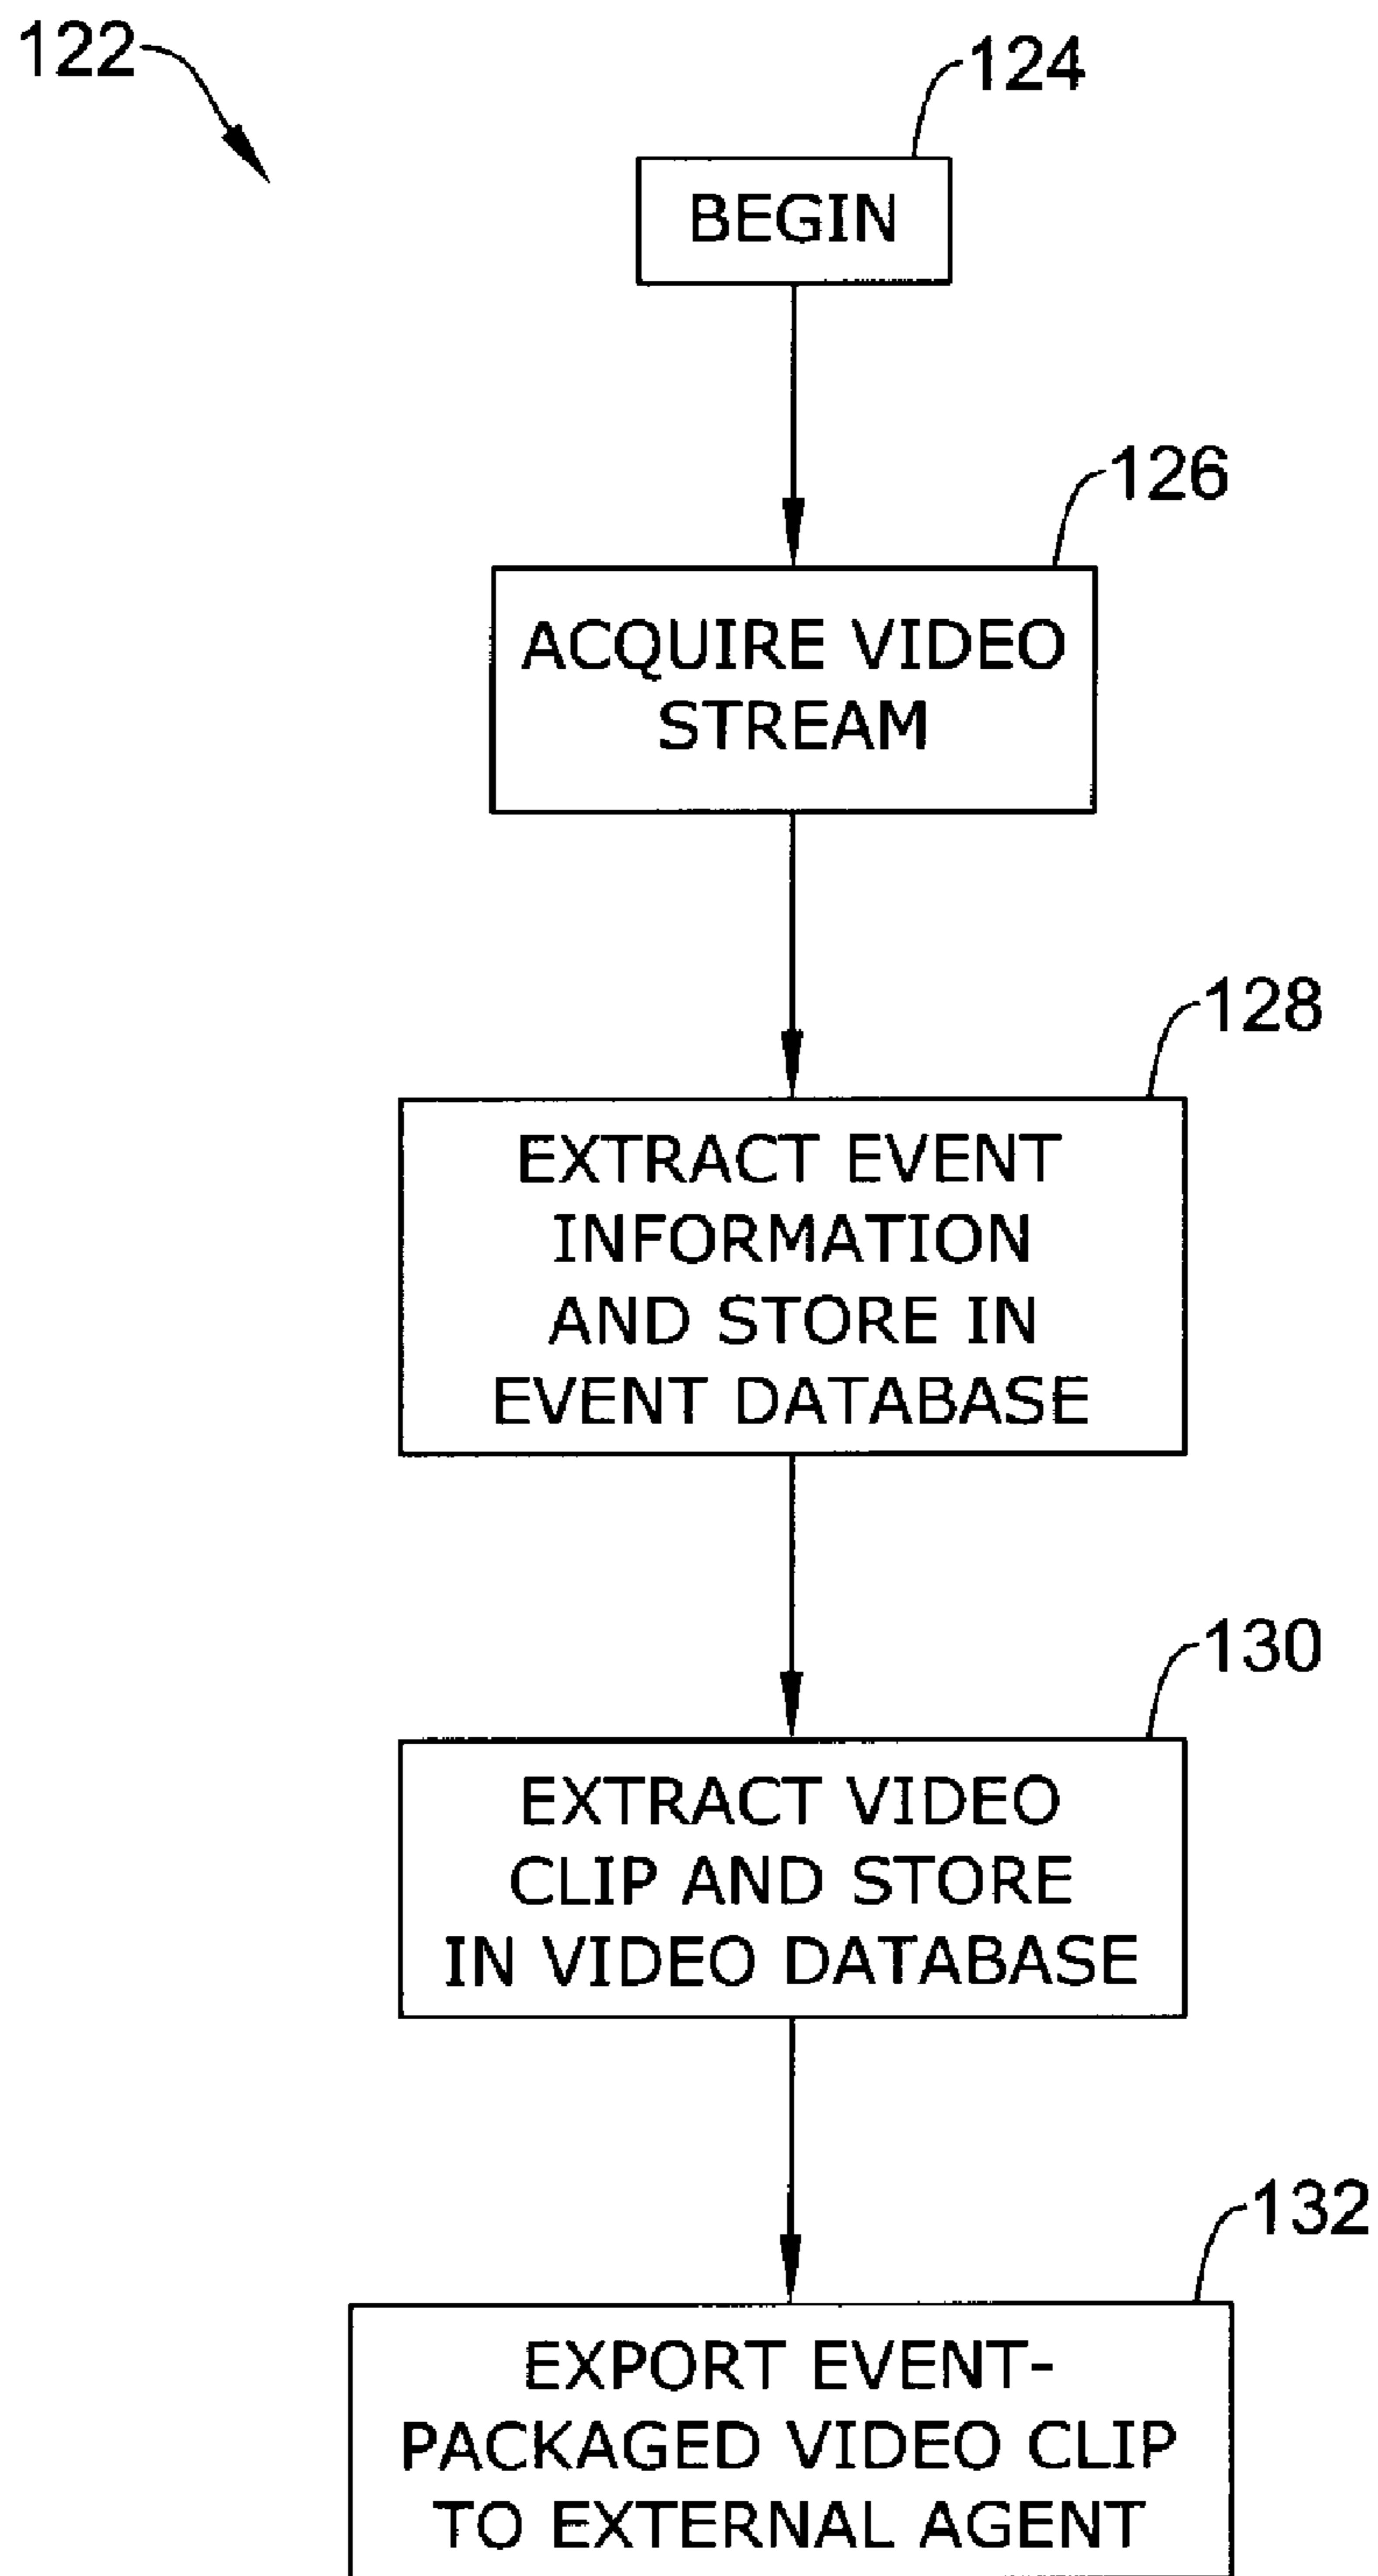 122
124
BEGIN
126
ACQUIRE VIDEO
STREAM
128
EXTRACT EVENT
INFORMATION
AND STORE IN
EVENT DATABASE
130
EXTRACT VIDEO
CLIP AND STORE
IN VIDEO DATABASE
132
EXPORT EVENT-
PACKAGED VIDEO CLIP
TO EXTERNAL AGENT